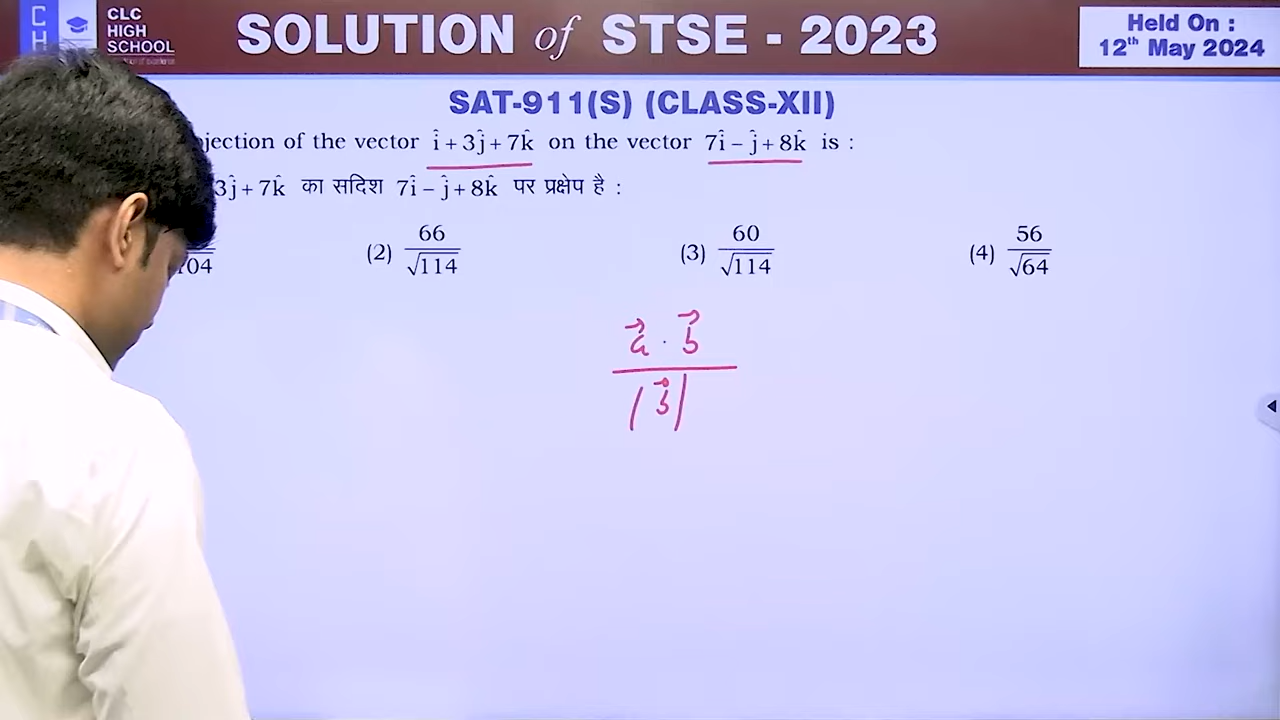 C
H
CLC
HIGH
SCHOOL
SOLUTION of STSE - 2023
Held On :
12th May 2024
SAT-911(S) (CLASS-XII)
jection of the vector î + 3ĵ + 7k̂ on the vector 7î – ĵ + 8k̂ is :
3ĵ + 7k̂ का सदिश 7î – ĵ + 8k̂ पर प्रक्षेप है :
04 (2) 66/√114 (3) 60/√114 (4) 56/√64
a⃗ · b⃗
|b⃗|